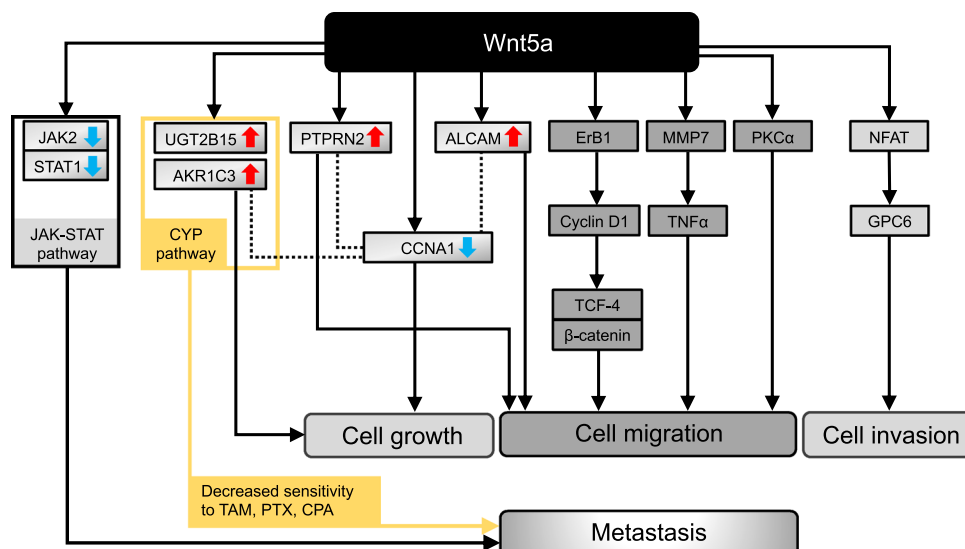 Wnt5a
JAK2
STAT1
JAK-STAT
pathway
UGT2B15
AKR1C3
CYP
pathway
PTPRN2
ALCAM
CCNA1
ErB1
Cyclin D1
TCF-4
β-catenin
MMP7
TNFα
PKCα
NFAT
GPC6
Cell growth
Cell migration
Cell invasion
Decreased sensitivity
to TAM, PTX, CPA
Metastasis